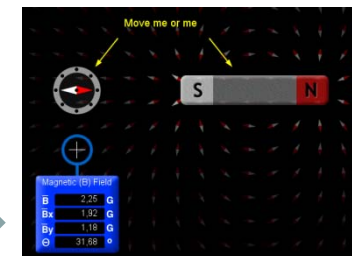 Move me or me
S N
Magnetic (B) Field
B 2,25 G
Bx 1,92 G
By 1,18 G
Θ 31,68 º